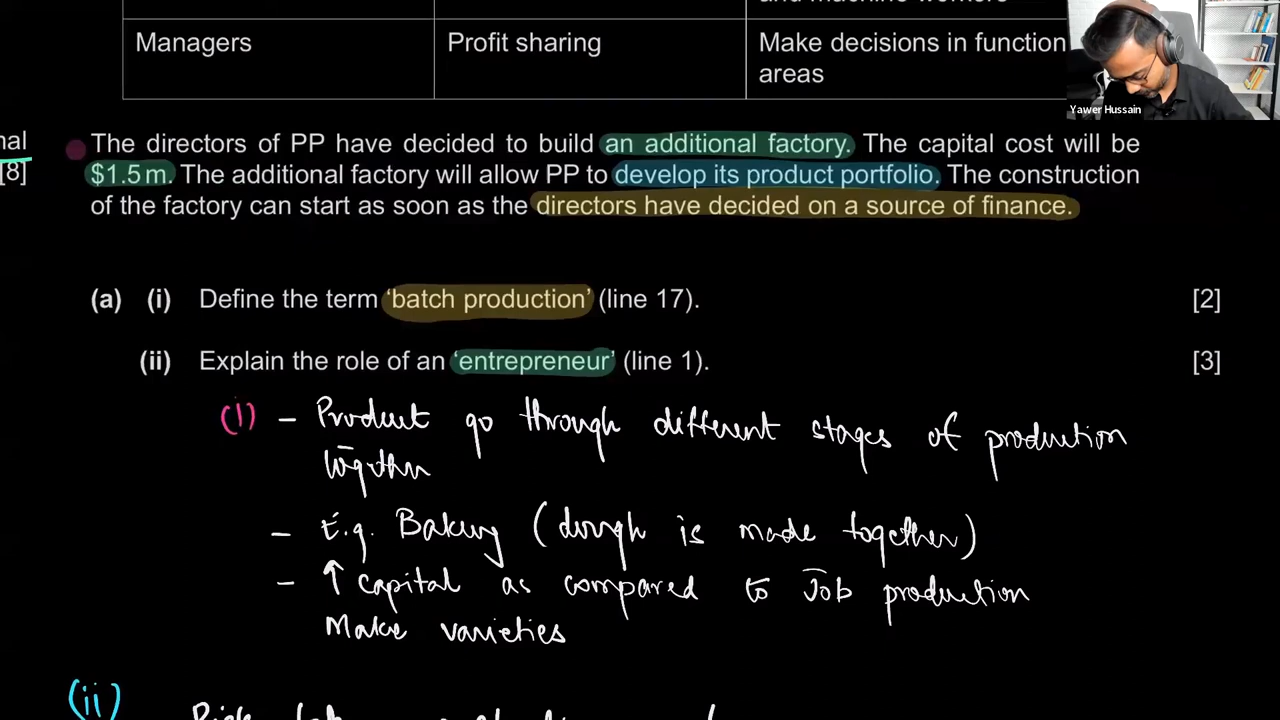 and machine workers
Managers Profit sharing Make decisions in function
areas
Yawer Hussain
nal
[8]
The directors of PP have decided to build an additional factory. The capital cost will be
$1.5m. The additional factory will allow PP to develop its product portfolio. The construction
of the factory can start as soon as the directors have decided on a source of finance.
(a) (i) Define the term ‘batch production’ (line 17). [2]
(ii) Explain the role of an ‘entrepreneur’ (line 1). [3]
(i) – Product go through different stages of production
together
– E.g. Bakery (dough is made together)
– ↑ Capital as compared to Job production
Make varieties
(ii)
Risk